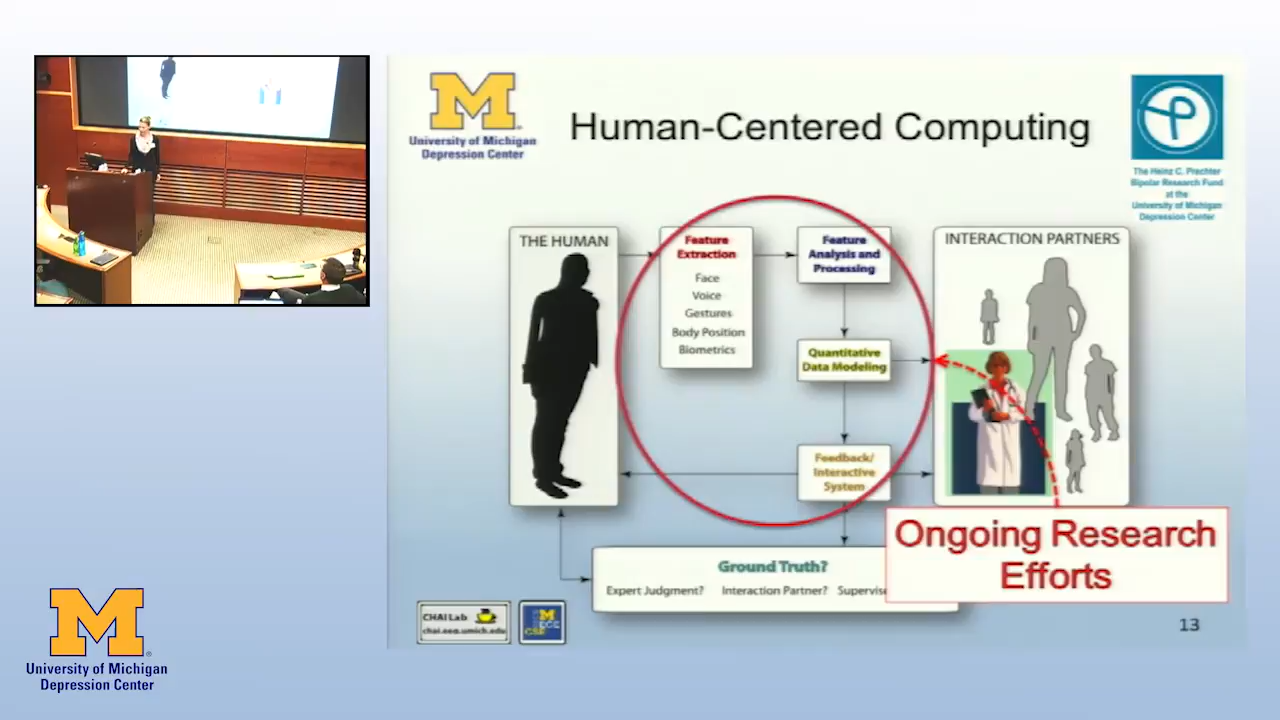 University of Michigan
Depression Center
Human-Centered Computing
The Heinz C. Prechter
Bipolar Research Fund
at the
University of Michigan
Depression Center
THE HUMAN
Feature
Extraction
Face
Voice
Gestures
Body Position
Biometrics
Feature
Analysis and
Processing
Quantitative
Data Modeling
Feedback/
Interactive
System
INTERACTION PARTNERS
Ongoing Research
Efforts
Ground Truth?
Expert Judgment? Interaction Partner?
CHAI Lab
chai.eecs.umich.edu
M
ECE
CSE
13
M
University of Michigan
Depression Center